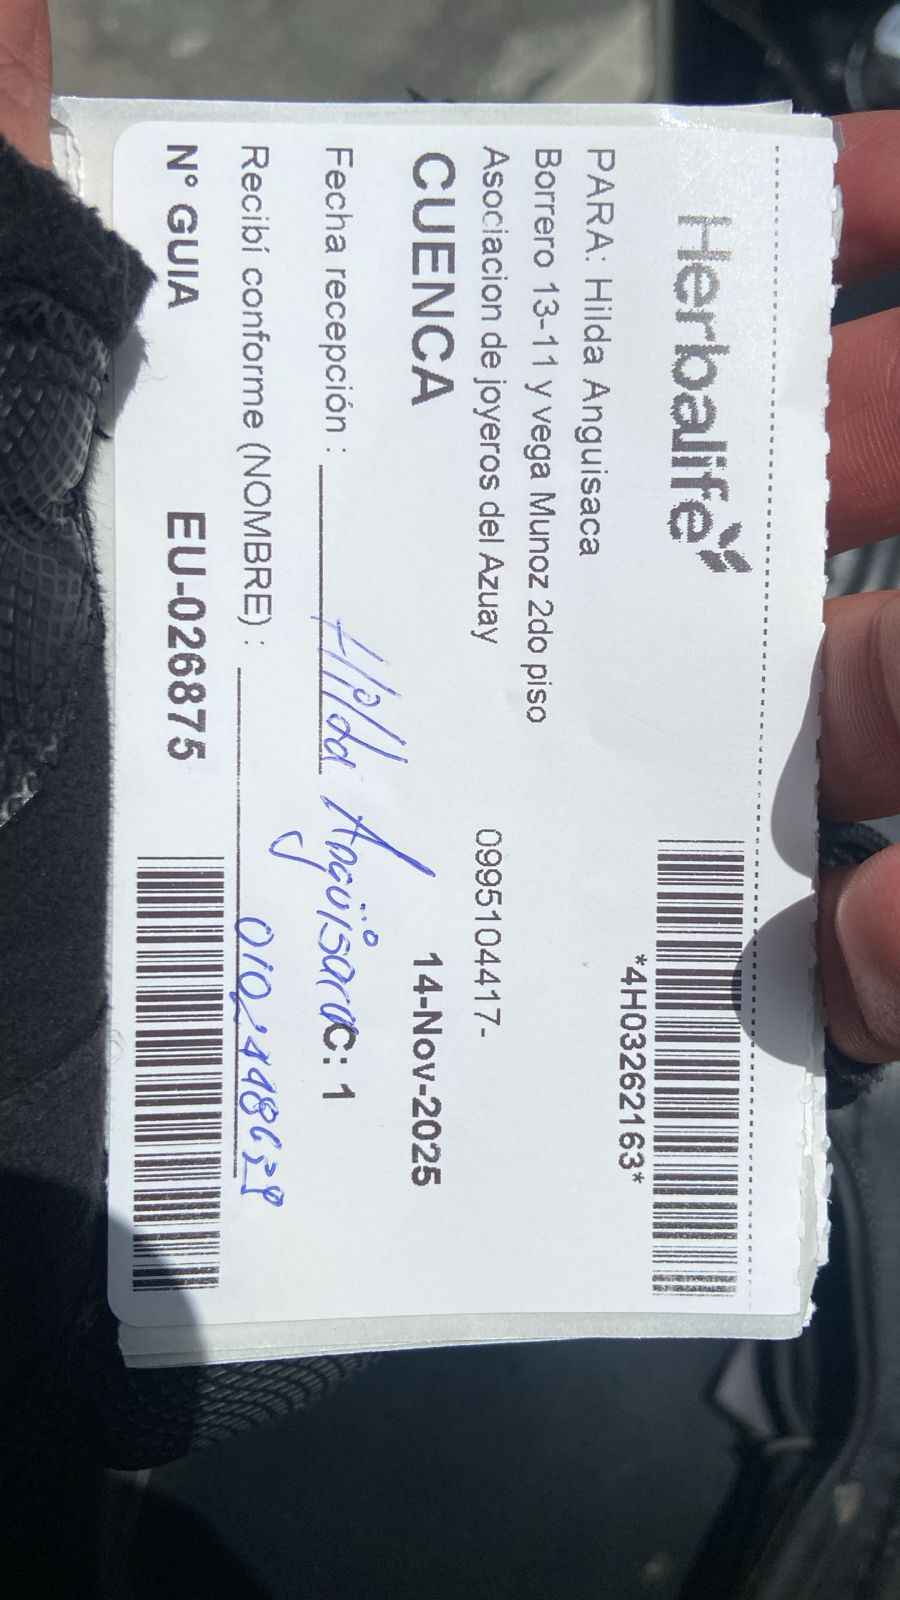 Herbalife
*4H03262163*
PARA: Hilda Anguisaca
Borrero 13-11 y vega Munoz 2do piso
Asociacion de joyeros del Azuay 0995104417-
CUENCA 14-Nov-2025
Fecha recepción : Hilda Anguisaca C: 1
Recibí conforme (NOMBRE) :
N° GUIA EU-026875